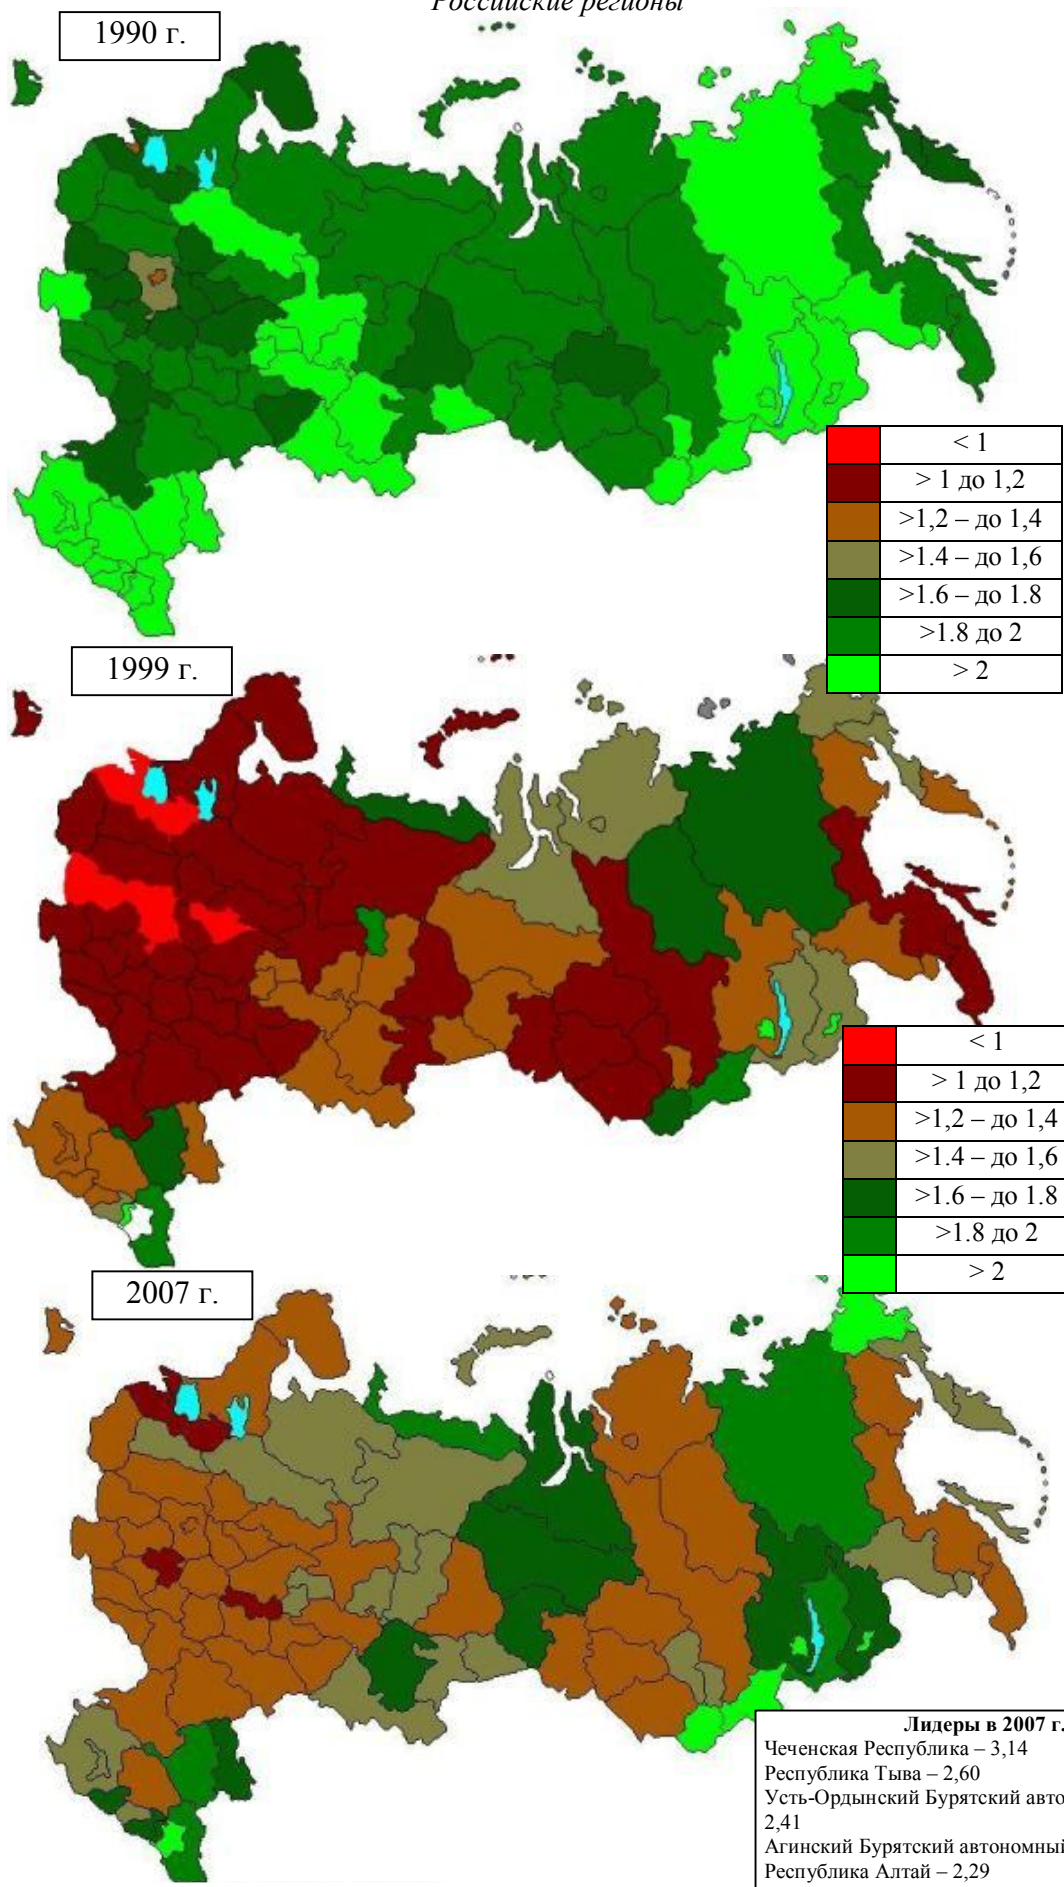 Российские регионы
1990 г.
< 1
> 1 до 1,2
>1,2 – до 1,4
>1.4 – до 1,6
>1.6 – до 1.8
>1.8 до 2
> 2
1999 г.
< 1
> 1 до 1,2
>1,2 – до 1,4
>1.4 – до 1,6
>1.6 – до 1.8
>1.8 до 2
> 2
2007 г.
Лидеры в 2007 г.
Чеченская Республика – 3,14
Республика Тыва – 2,60
Усть-Ордынский Бурятский авто
2,41
Агинский Бурятский автономный
Республика Алтай – 2,29